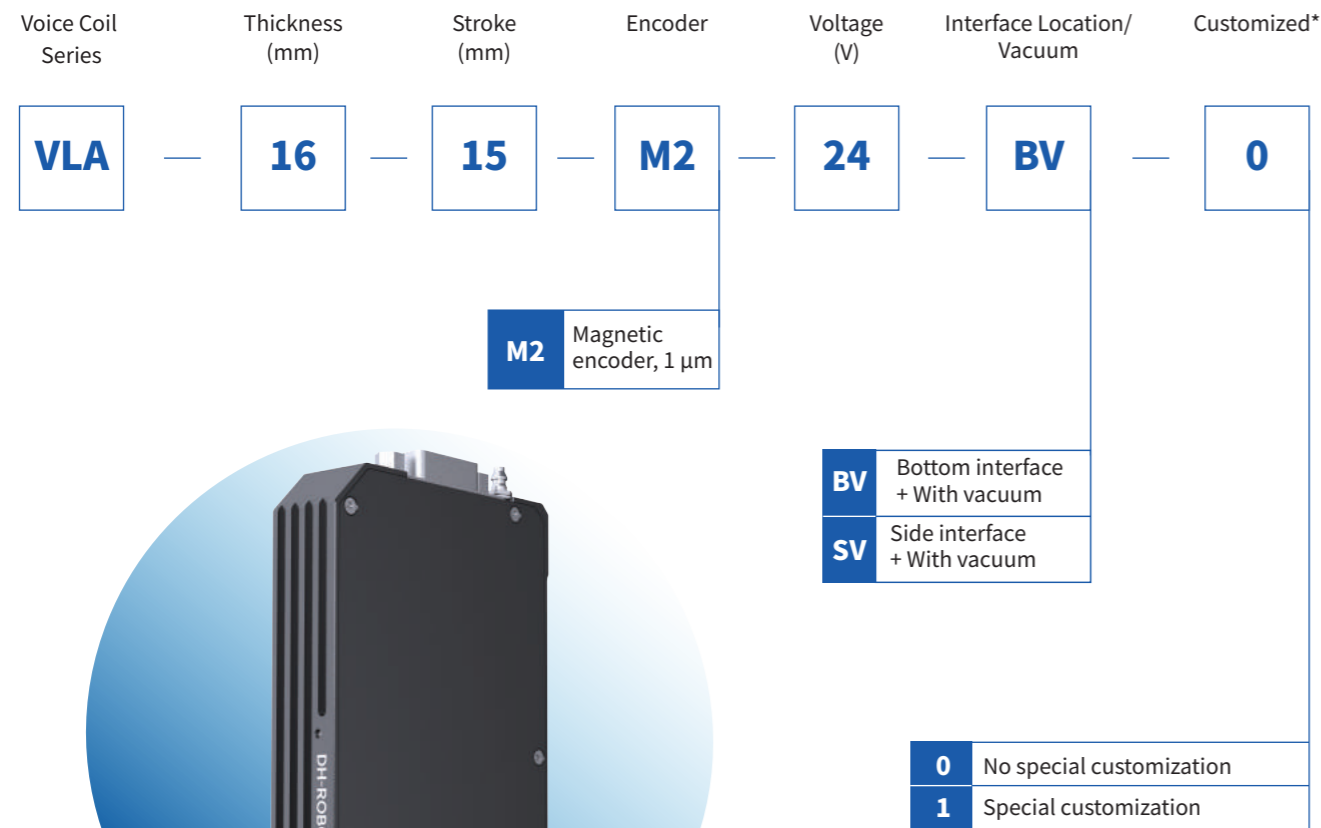 Voice Coil
Series
Thickness
(mm)
Stroke
(mm)
Encoder
Voltage
(V)
Interface Location/
Vacuum
Customized*
VLA — 16 — 15 — M2 — 24 — BV — 0
M2 Magnetic
encoder, 1 μm
BV Bottom interface
+ With vacuum
SV Side interface
+ With vacuum
0 No special customization
1 Special customization